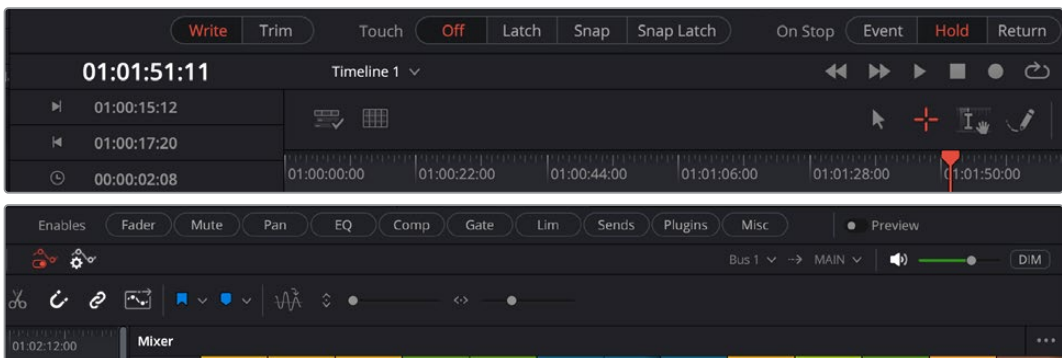 Write Trim Touch Off Latch Snap Snap Latch On Stop Event Hold Return
01:01:51:11 Timeline 1
01:00:15:12
01:00:17:20
00:00:02:08
01:00:00:00 01:00:22:00 01:00:44:00 01:01:06:00 01:01:28:00 01:01:50:00
Enables Fader Mute Pan EQ Comp Gate Lim Sends Plugins Misc Preview
Bus 1 MAIN DIM
01:02:12:00 Mixer